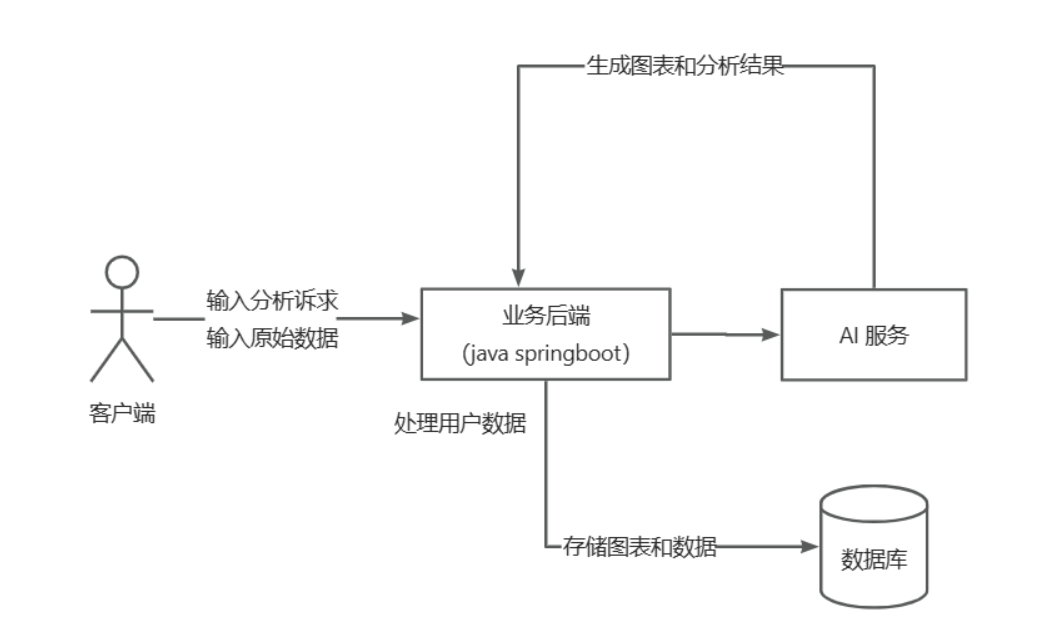 生成图表和分析结果
输入分析诉求
输入原始数据
客户端
业务后端
（java springboot）
AI 服务
处理用户数据
存储图表和数据
数据库